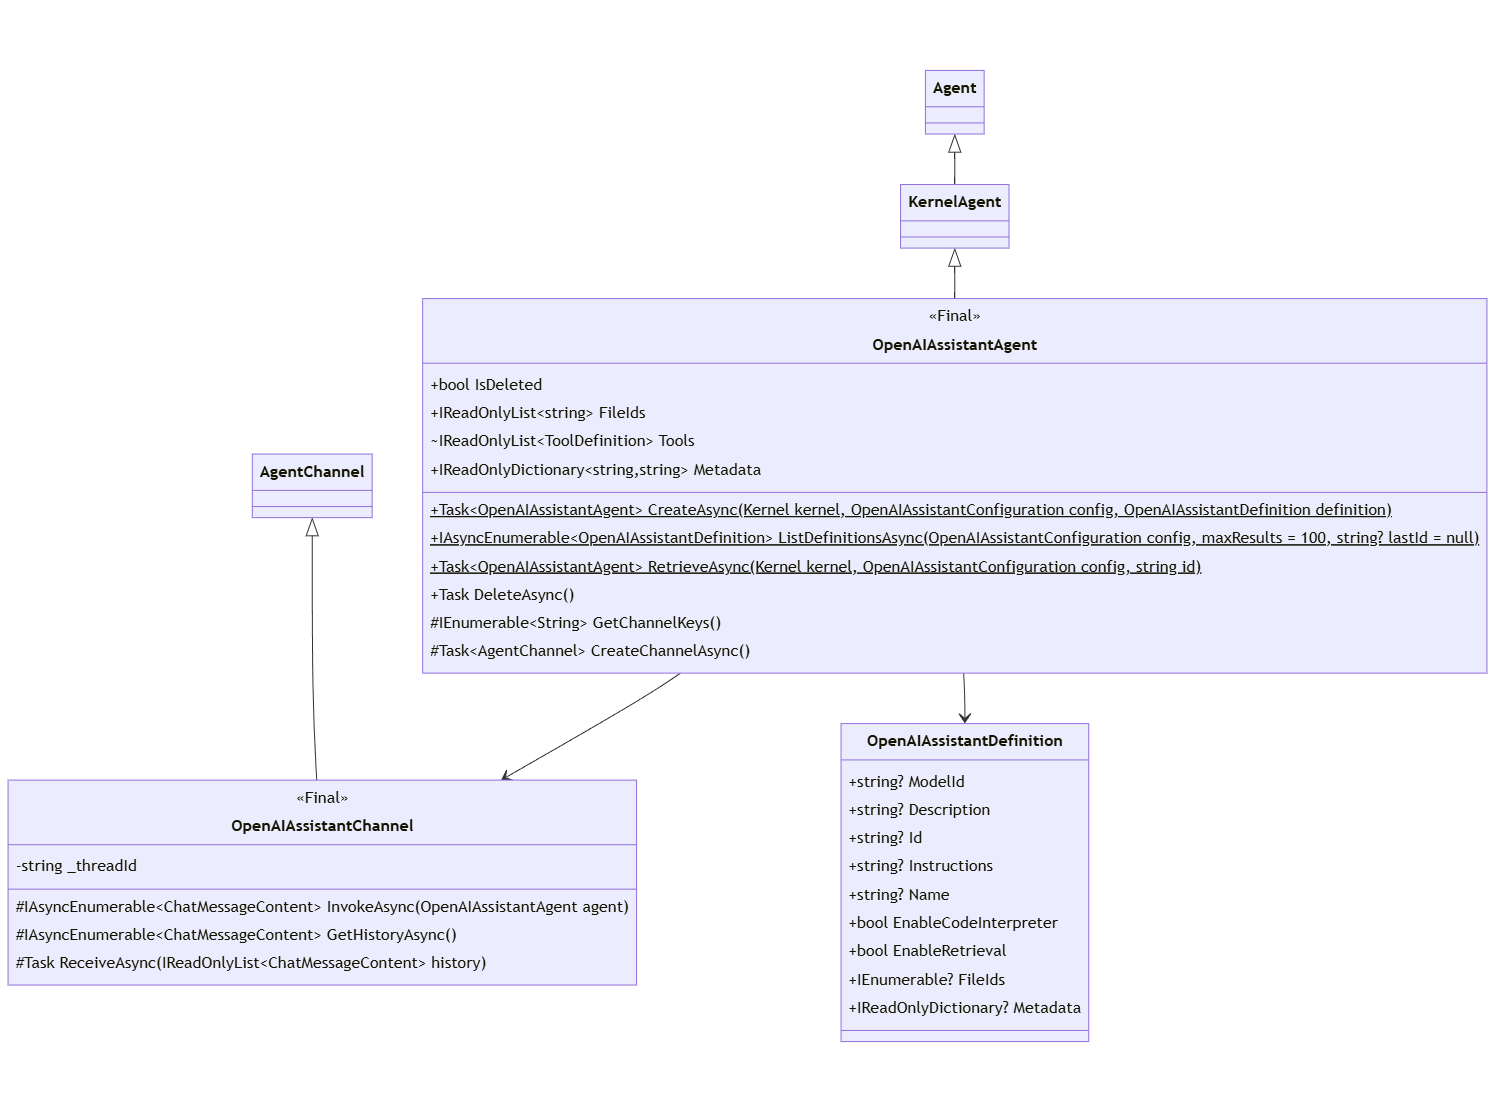 Agent
KernelAgent
«Final»
OpenAIAssistantAgent
+bool IsDeleted
+IReadOnlyList<string> FileIds
~IReadOnlyList<ToolDefinition> Tools
+IReadOnlyDictionary<string,string> Metadata
+Task<OpenAIAssistantAgent> CreateAsync(Kernel kernel, OpenAIAssistantConfiguration config, OpenAIAssistantDefinition definition)
+IAsyncEnumerable<OpenAIAssistantDefinition> ListDefinitionsAsync(OpenAIAssistantConfiguration config, maxResults = 100, string? lastId = null)
+Task<OpenAIAssistantAgent> RetrieveAsync(Kernel kernel, OpenAIAssistantConfiguration config, string id)
+Task DeleteAsync()
#IEnumerable<String> GetChannelKeys()
#Task<AgentChannel> CreateChannelAsync()
AgentChannel
«Final»
OpenAIAssistantChannel
-string _threadId
#IAsyncEnumerable<ChatMessageContent> InvokeAsync(OpenAIAssistantAgent agent)
#IAsyncEnumerable<ChatMessageContent> GetHistoryAsync()
#Task ReceiveAsync(IReadOnlyList<ChatMessageContent> history)
OpenAIAssistantDefinition
+string? ModelId
+string? Description
+string? Id
+string? Instructions
+string? Name
+bool EnableCodeInterpreter
+bool EnableRetrieval
+IEnumerable? FileIds
+IReadOnlyDictionary? Metadata